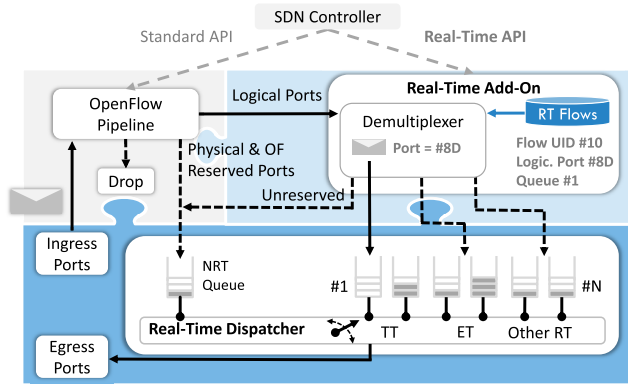 SDN Controller
Standard API
Real-Time API
Real-Time Add-On
OpenFlow
Pipeline
Logical Ports
Demultiplexer
RT Flows
Port = #8D
Flow UID #10
Logic. Port #8D
Queue #1
Physical & OF
Reserved Ports
Drop
Unreserved
Ingress
Ports
NRT
Queue
#1
#N
Real-Time Dispatcher
TT
ET
Other RT
Egress
Ports